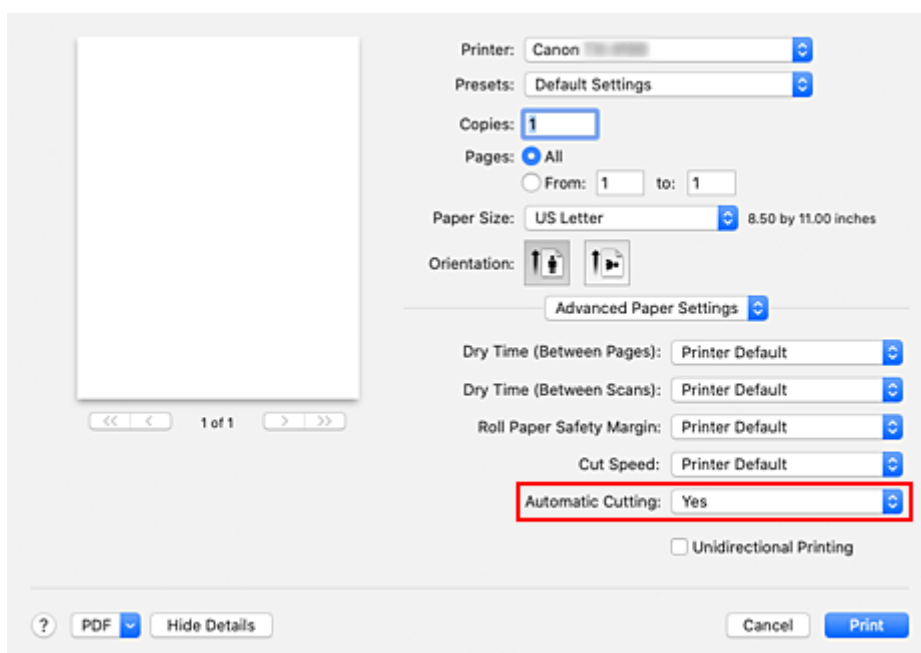 Printer: Canon
Presets: Default Settings
Copies: 1
Pages: All
From: 1 to: 1
Paper Size: US Letter 8.50 by 11.00 inches
Orientation:
Advanced Paper Settings
Dry Time (Between Pages): Printer Default
Dry Time (Between Scans): Printer Default
Roll Paper Safety Margin: Printer Default
Cut Speed: Printer Default
Automatic Cutting: Yes
Unidirectional Printing
<< < 1 of 1 > >>
? PDF Hide Details Cancel Print